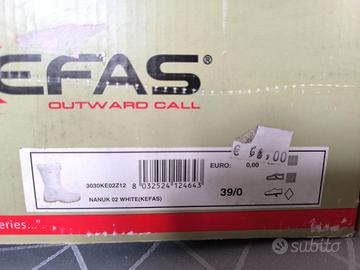 KEFAS®
OUTWARD CALL
€ 68,00
3030KE02Z12
8 032524 124643
EURO: 0,00
39/0
NANUK 02 WHITE(KEFAS)
eries...".
subito